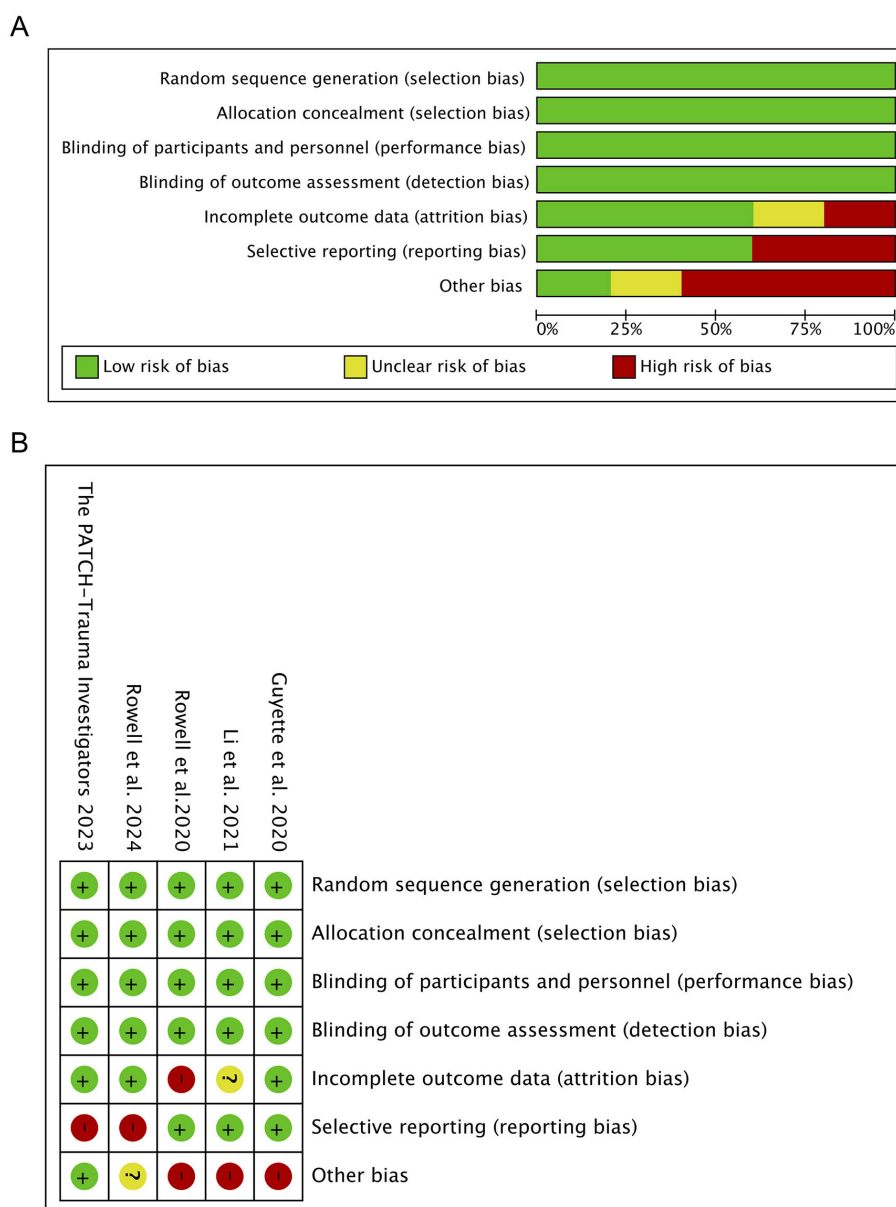 A
Random sequence generation (selection bias)
Allocation concealment (selection bias)
Blinding of participants and personnel (performance bias)
Blinding of outcome assessment (detection bias)
Incomplete outcome data (attrition bias)
Selective reporting (reporting bias)
Other bias
0% 25% 50% 75% 100%
Low risk of bias Unclear risk of bias High risk of bias
B
The PATCH-Trauma Investigators 2023
Rowell et al. 2024
Rowell et al.2020
Li et al. 2021
Guyette et al. 2020
+ + + + + Random sequence generation (selection bias)
+ + + + + Allocation concealment (selection bias)
+ + + + + Blinding of participants and personnel (performance bias)
+ + + + + Blinding of outcome assessment (detection bias)
+ + - ? + Incomplete outcome data (attrition bias)
- - + + + Selective reporting (reporting bias)
+ ? - - - Other bias